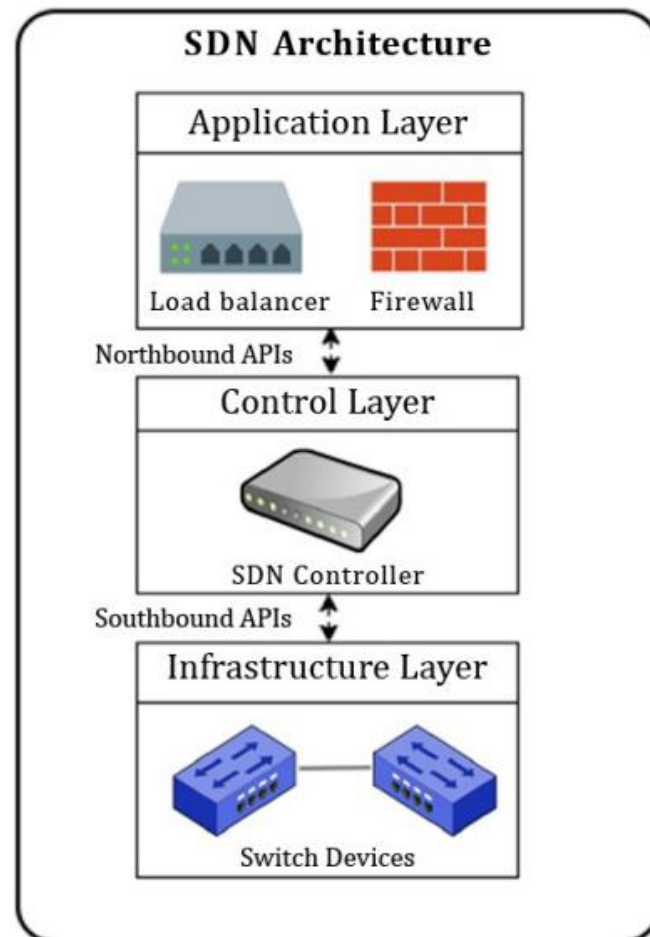 SDN Architecture
Application Layer
Load balancer
Firewall
Northbound APIs
Control Layer
SDN Controller
Southbound APIs
Infrastructure Layer
Switch Devices